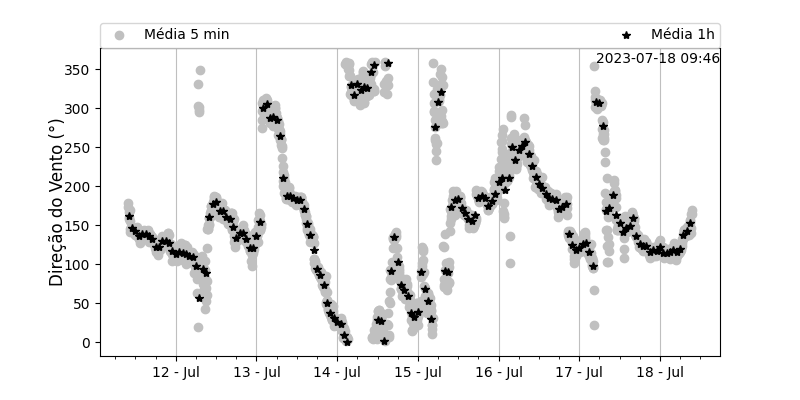 Média 5 min
Média 1h
2023-07-18 09:46
Direção do Vento (°)
350
300
250
200
150
100
50
0
12 - Jul
13 - Jul
14 - Jul
15 - Jul
16 - Jul
17 - Jul
18 - Jul